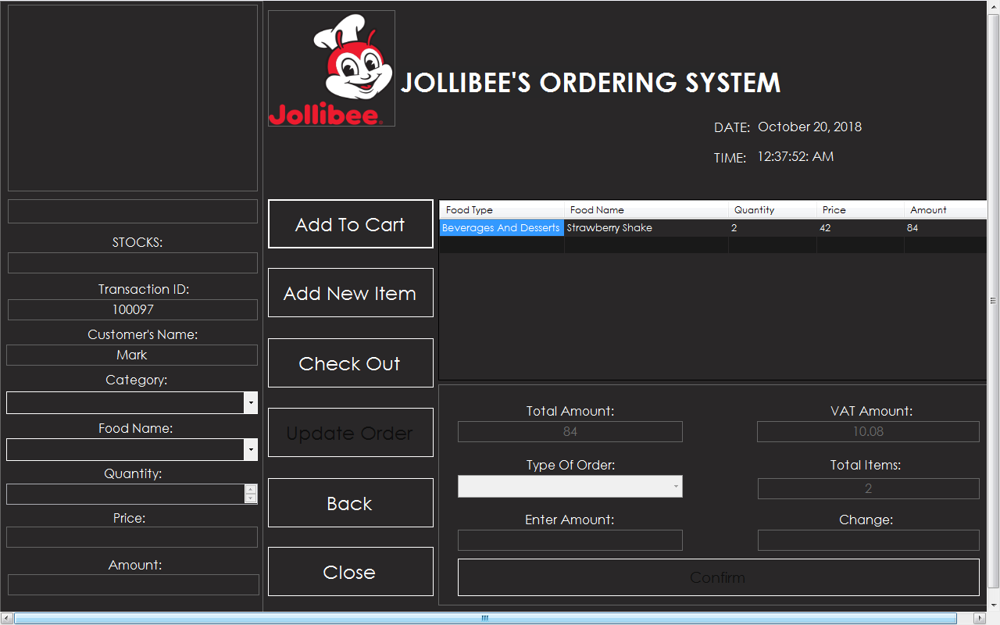 Jollibee
JOLLIBEE'S ORDERING SYSTEM
DATE: October 20, 2018
TIME: 12:37:52: AM
STOCKS:
Transaction ID:
100097
Customer's Name:
Mark
Category:
Food Name:
Quantity:
Price:
Amount:
Add To Cart
Add New Item
Check Out
Update Order
Back
Close
Food Type Food Name Quantity Price Amount
Beverages And Desserts Strawberry Shake 2 42 84
Total Amount: VAT Amount:
84 10.08
Type Of Order: Total Items:
2
Enter Amount: Change:
Confirm